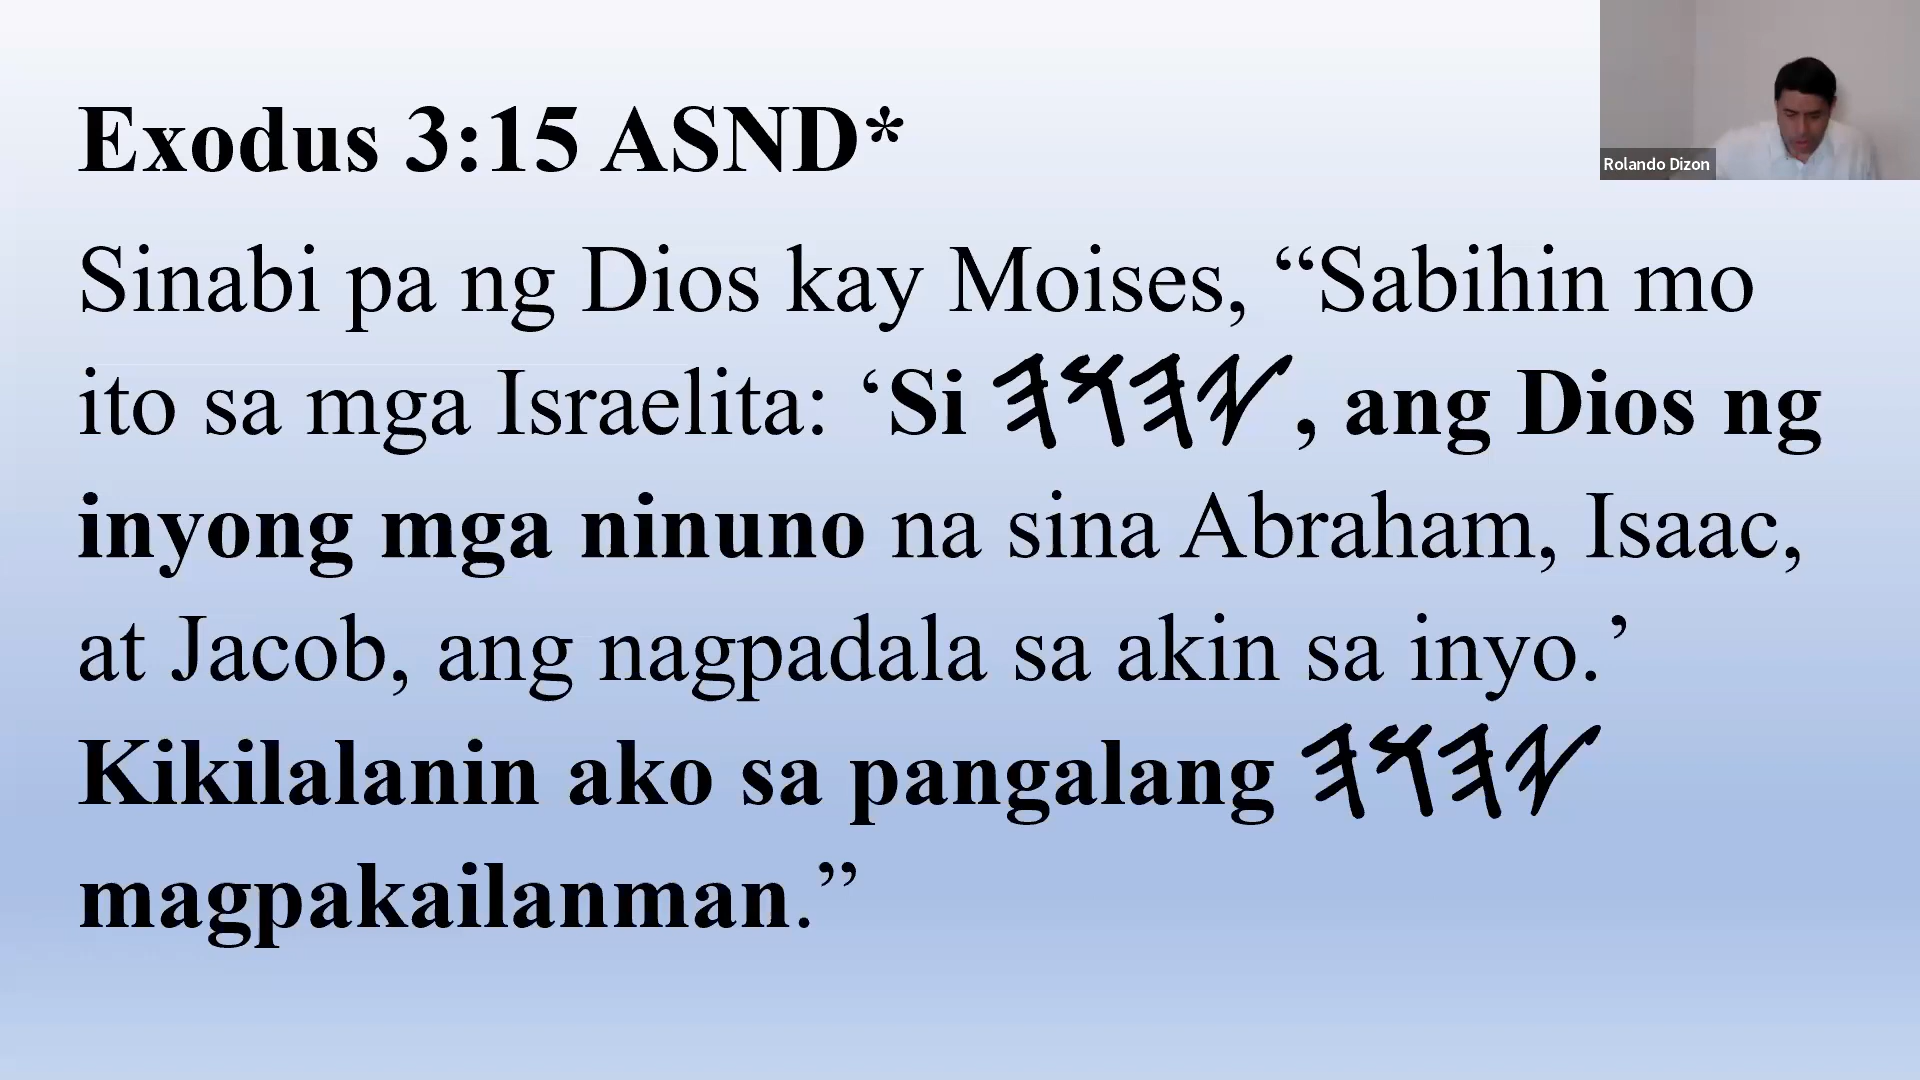 Exodus 3:15 ASND*
Rolando Dizon
Sinabi pa ng Dios kay Moises, “Sabihin mo
ito sa mga Israelita: ‘Si 𐤉𐤄𐤅𐤄, ang Dios ng
inyong mga ninuno na sina Abraham, Isaac,
at Jacob, ang nagpadala sa akin sa inyo.’
Kikilalanin ako sa pangalang 𐤉𐤄𐤅𐤄
magpakailanman.”